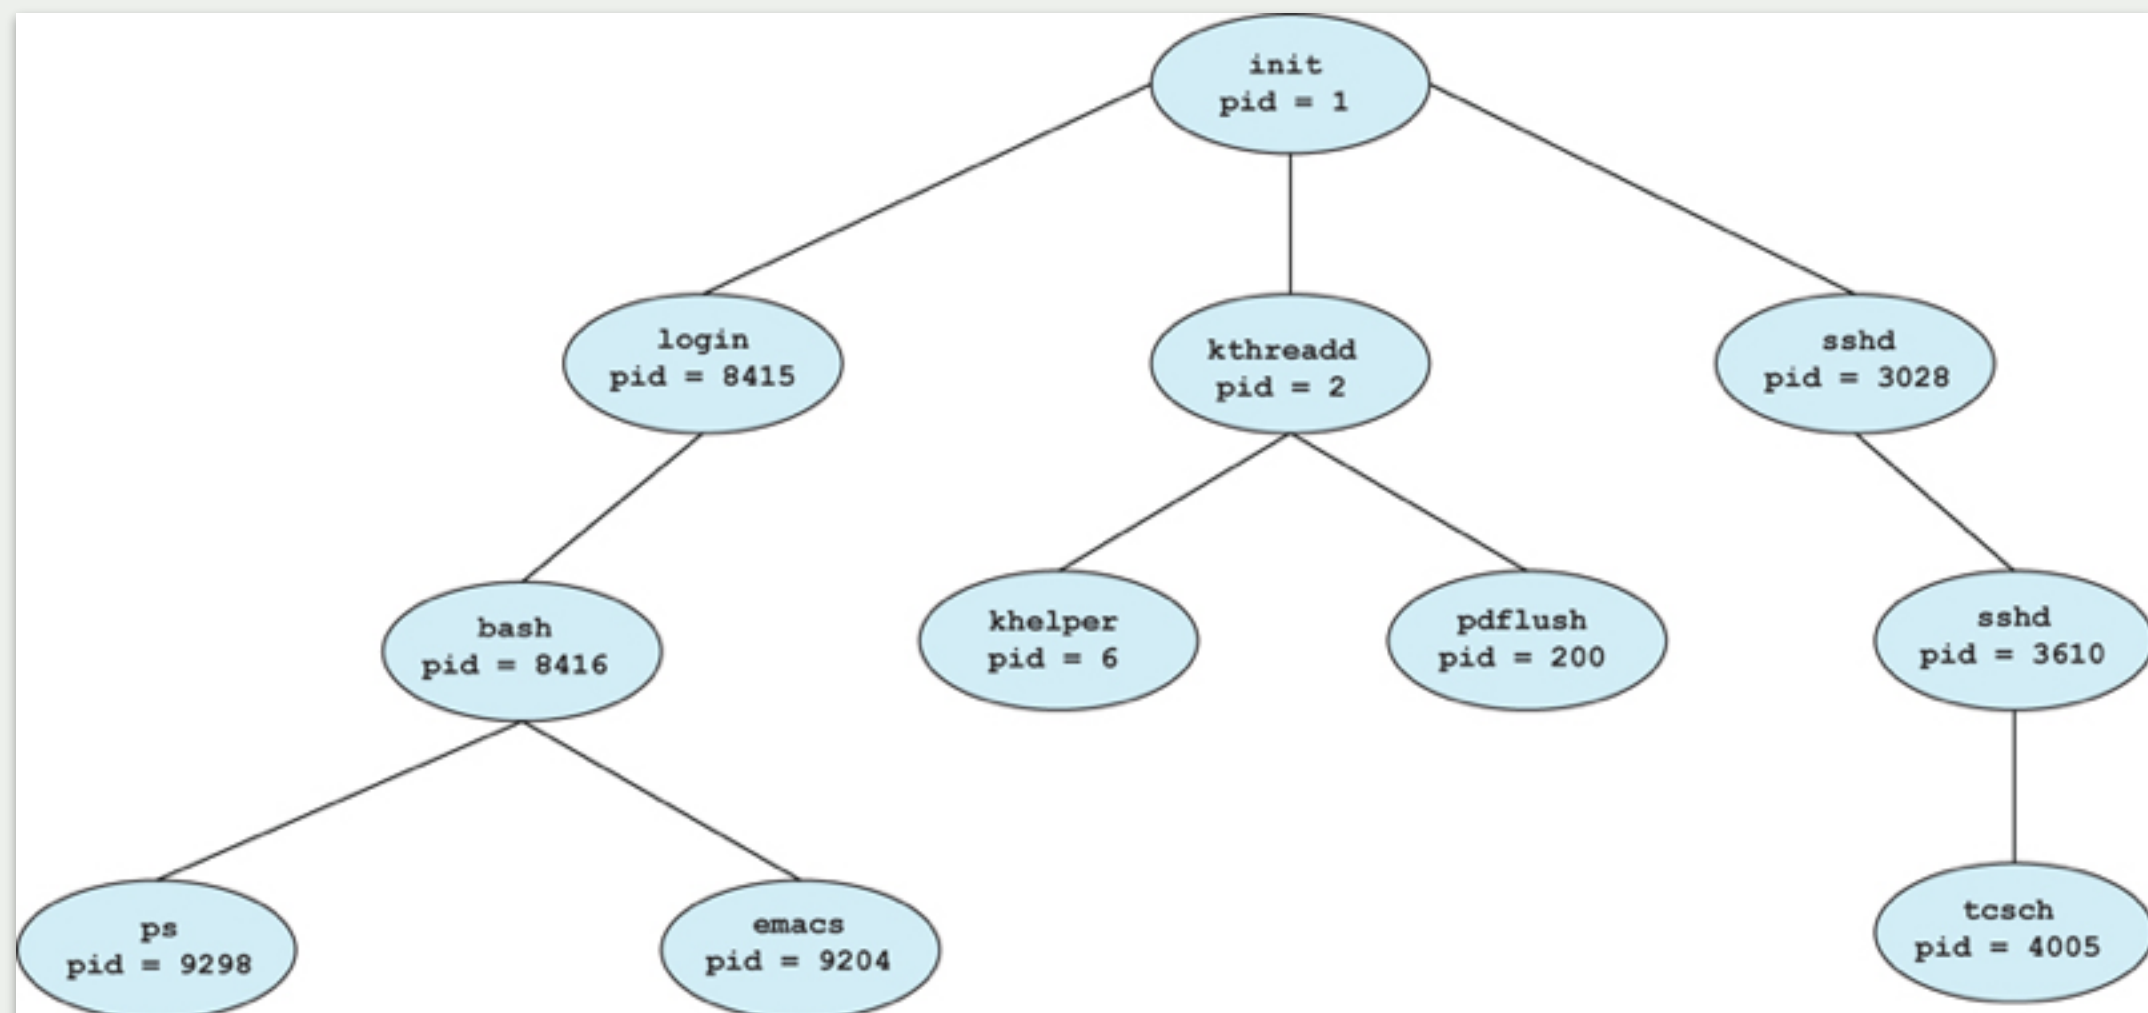 init
pid = 1
login
pid = 8415
kthreadd
pid = 2
sshd
pid = 3028
bash
pid = 8416
khelper
pid = 6
pdflush
pid = 200
sshd
pid = 3610
ps
pid = 9298
emacs
pid = 9204
tcsch
pid = 4005